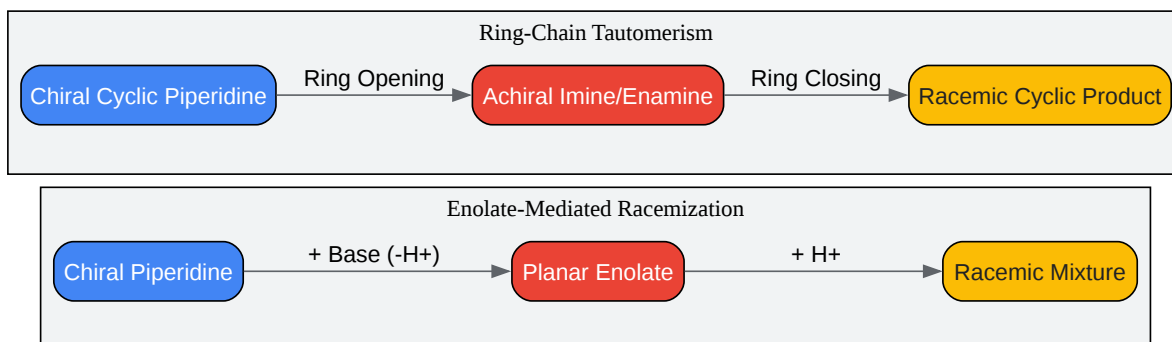 Ring-Chain Tautomerism
Chiral Cyclic Piperidine
Ring Opening
Achiral Imine/Enamine
Ring Closing
Racemic Cyclic Product
Enolate-Mediated Racemization
Chiral Piperidine
+ Base (-H+)
Planar Enolate
+ H+
Racemic Mixture